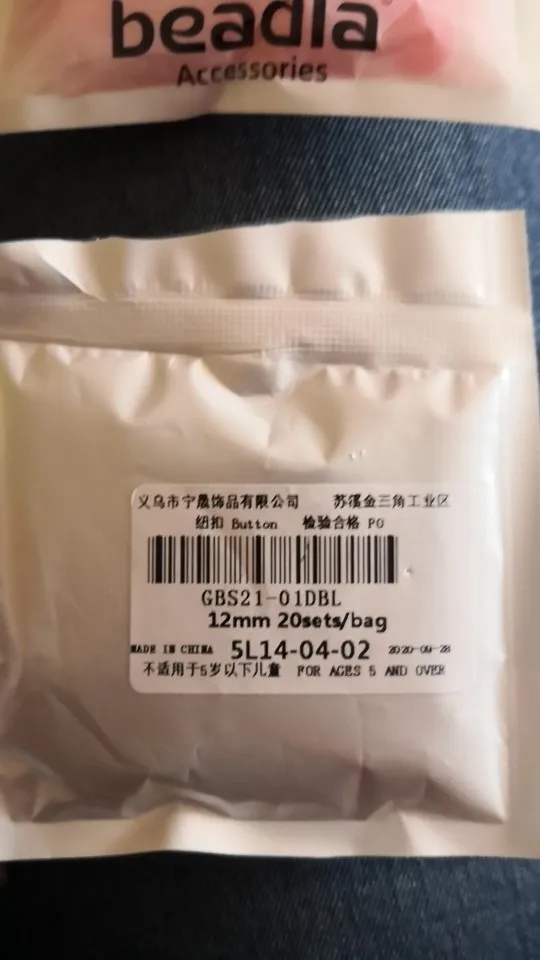 beadia
Accessories
义乌市宁晟饰品有限公司 苏溪金三角工业区
纽扣 Button 检验合格 PO
GBS21-01DBL
12mm 20sets/bag
MADE IN CHINA 5L14-04-02 2020-09-28
不适用于5岁以下儿童 FOR AGES 5 AND OVER